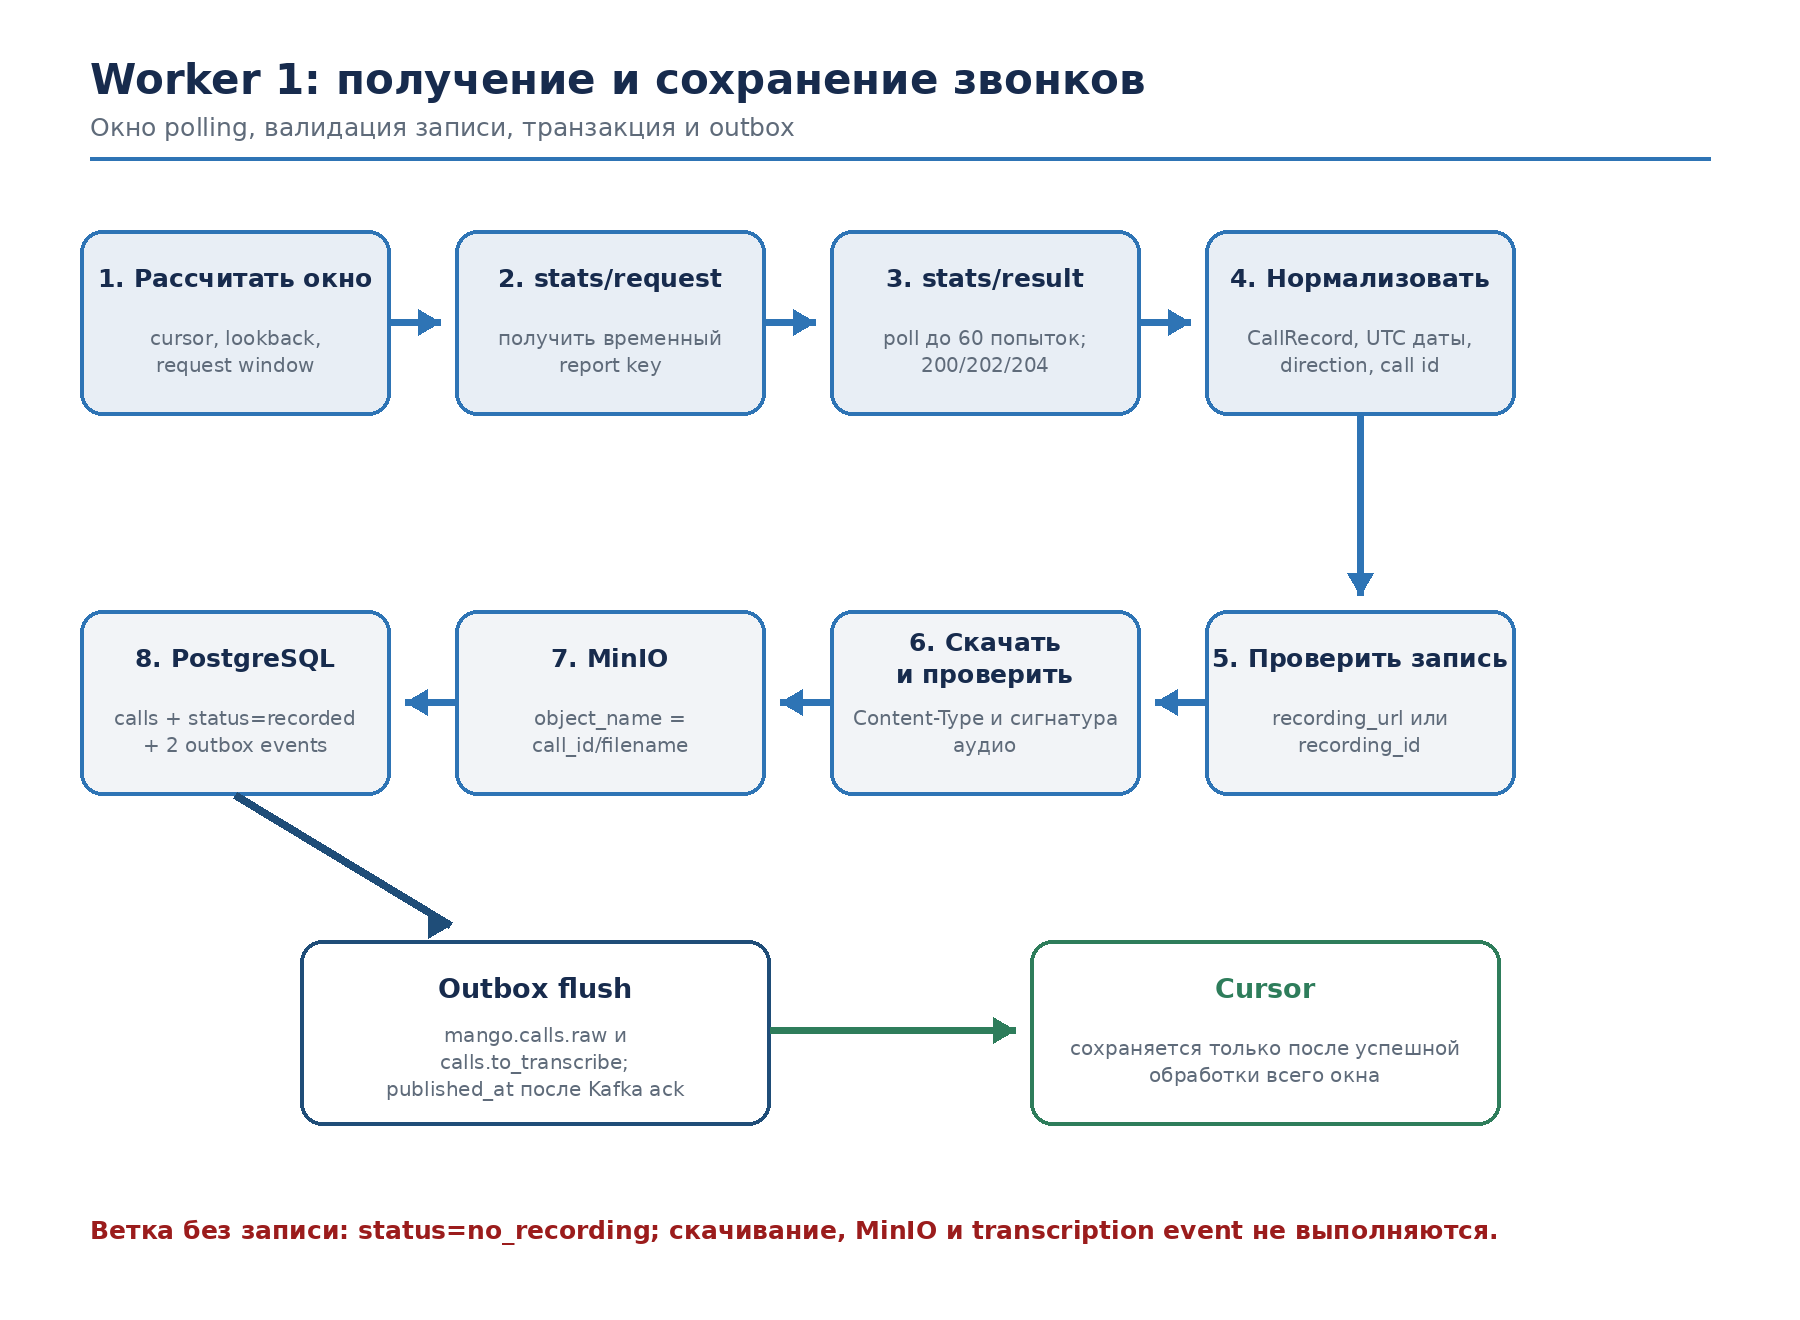 Worker 1: получение и сохранение звонков
Окно polling, валидация записи, транзакция и outbox
1. Рассчитать окно
cursor, lookback,
request window
2. stats/request
получить временный
report key
3. stats/result
poll до 60 попыток;
200/202/204
4. Нормализовать
CallRecord, UTC даты,
direction, call id
5. Проверить запись
recording_url или
recording_id
6. Скачать
и проверить
Content-Type и сигнатура
аудио
7. MinIO
object_name =
call_id/filename
8. PostgreSQL
calls + status=recorded
+ 2 outbox events
Outbox flush
mango.calls.raw и
calls.to_transcribe;
published_at после Kafka ack
Cursor
сохраняется только после успешной
обработки всего окна
Ветка без записи: status=no_recording; скачивание, MinIO и transcription event не выполняются.